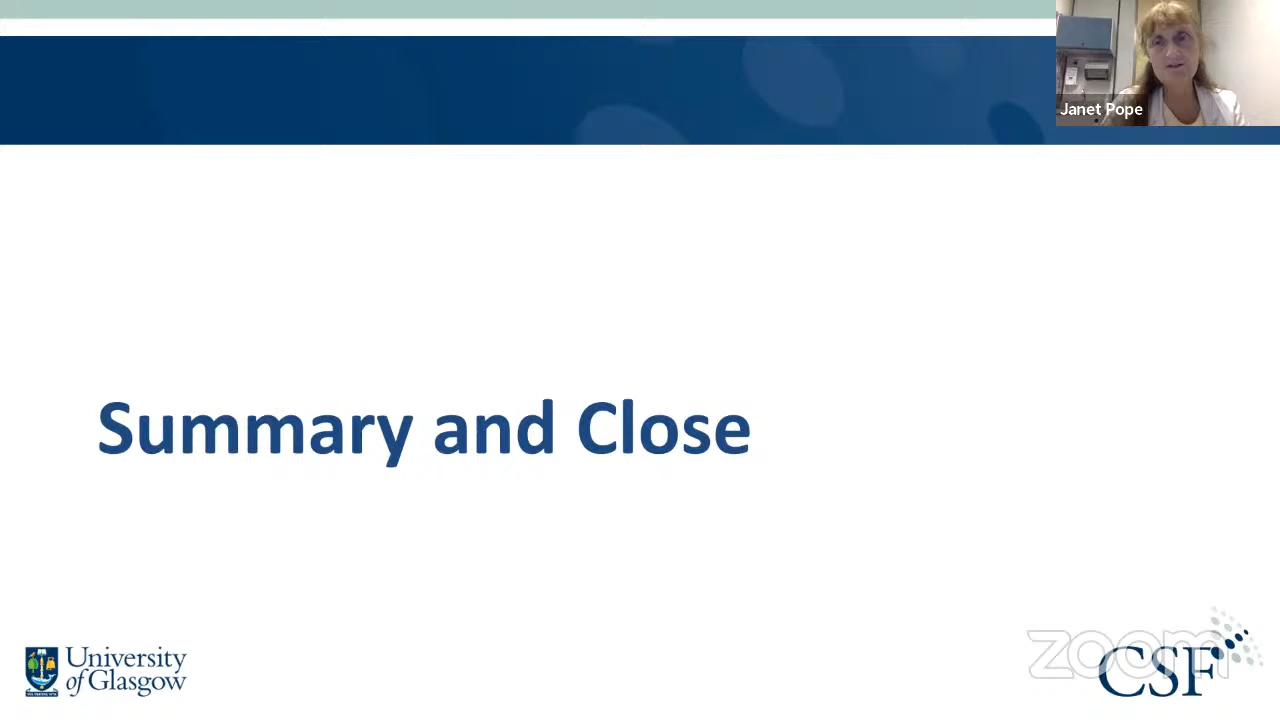 Janet Pope
Summary and Close
University
of Glasgow
zoom
CSF